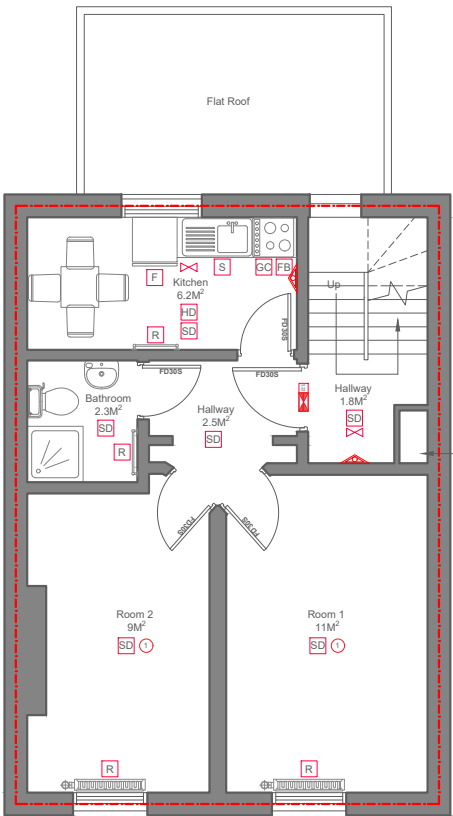 Flat Roof
F
S
GC
FB
Kitchen
6.2M²
HD
SD
R
FD30S
Up
FD30S
FD30S
Bathroom
2.3M²
SD
R
Hallway
2.5M²
SD
Hallway
1.8M²
SD
FD30S
FD30S
Room 2
9M²
SD
1
Room 1
11M²
SD
1
R
R